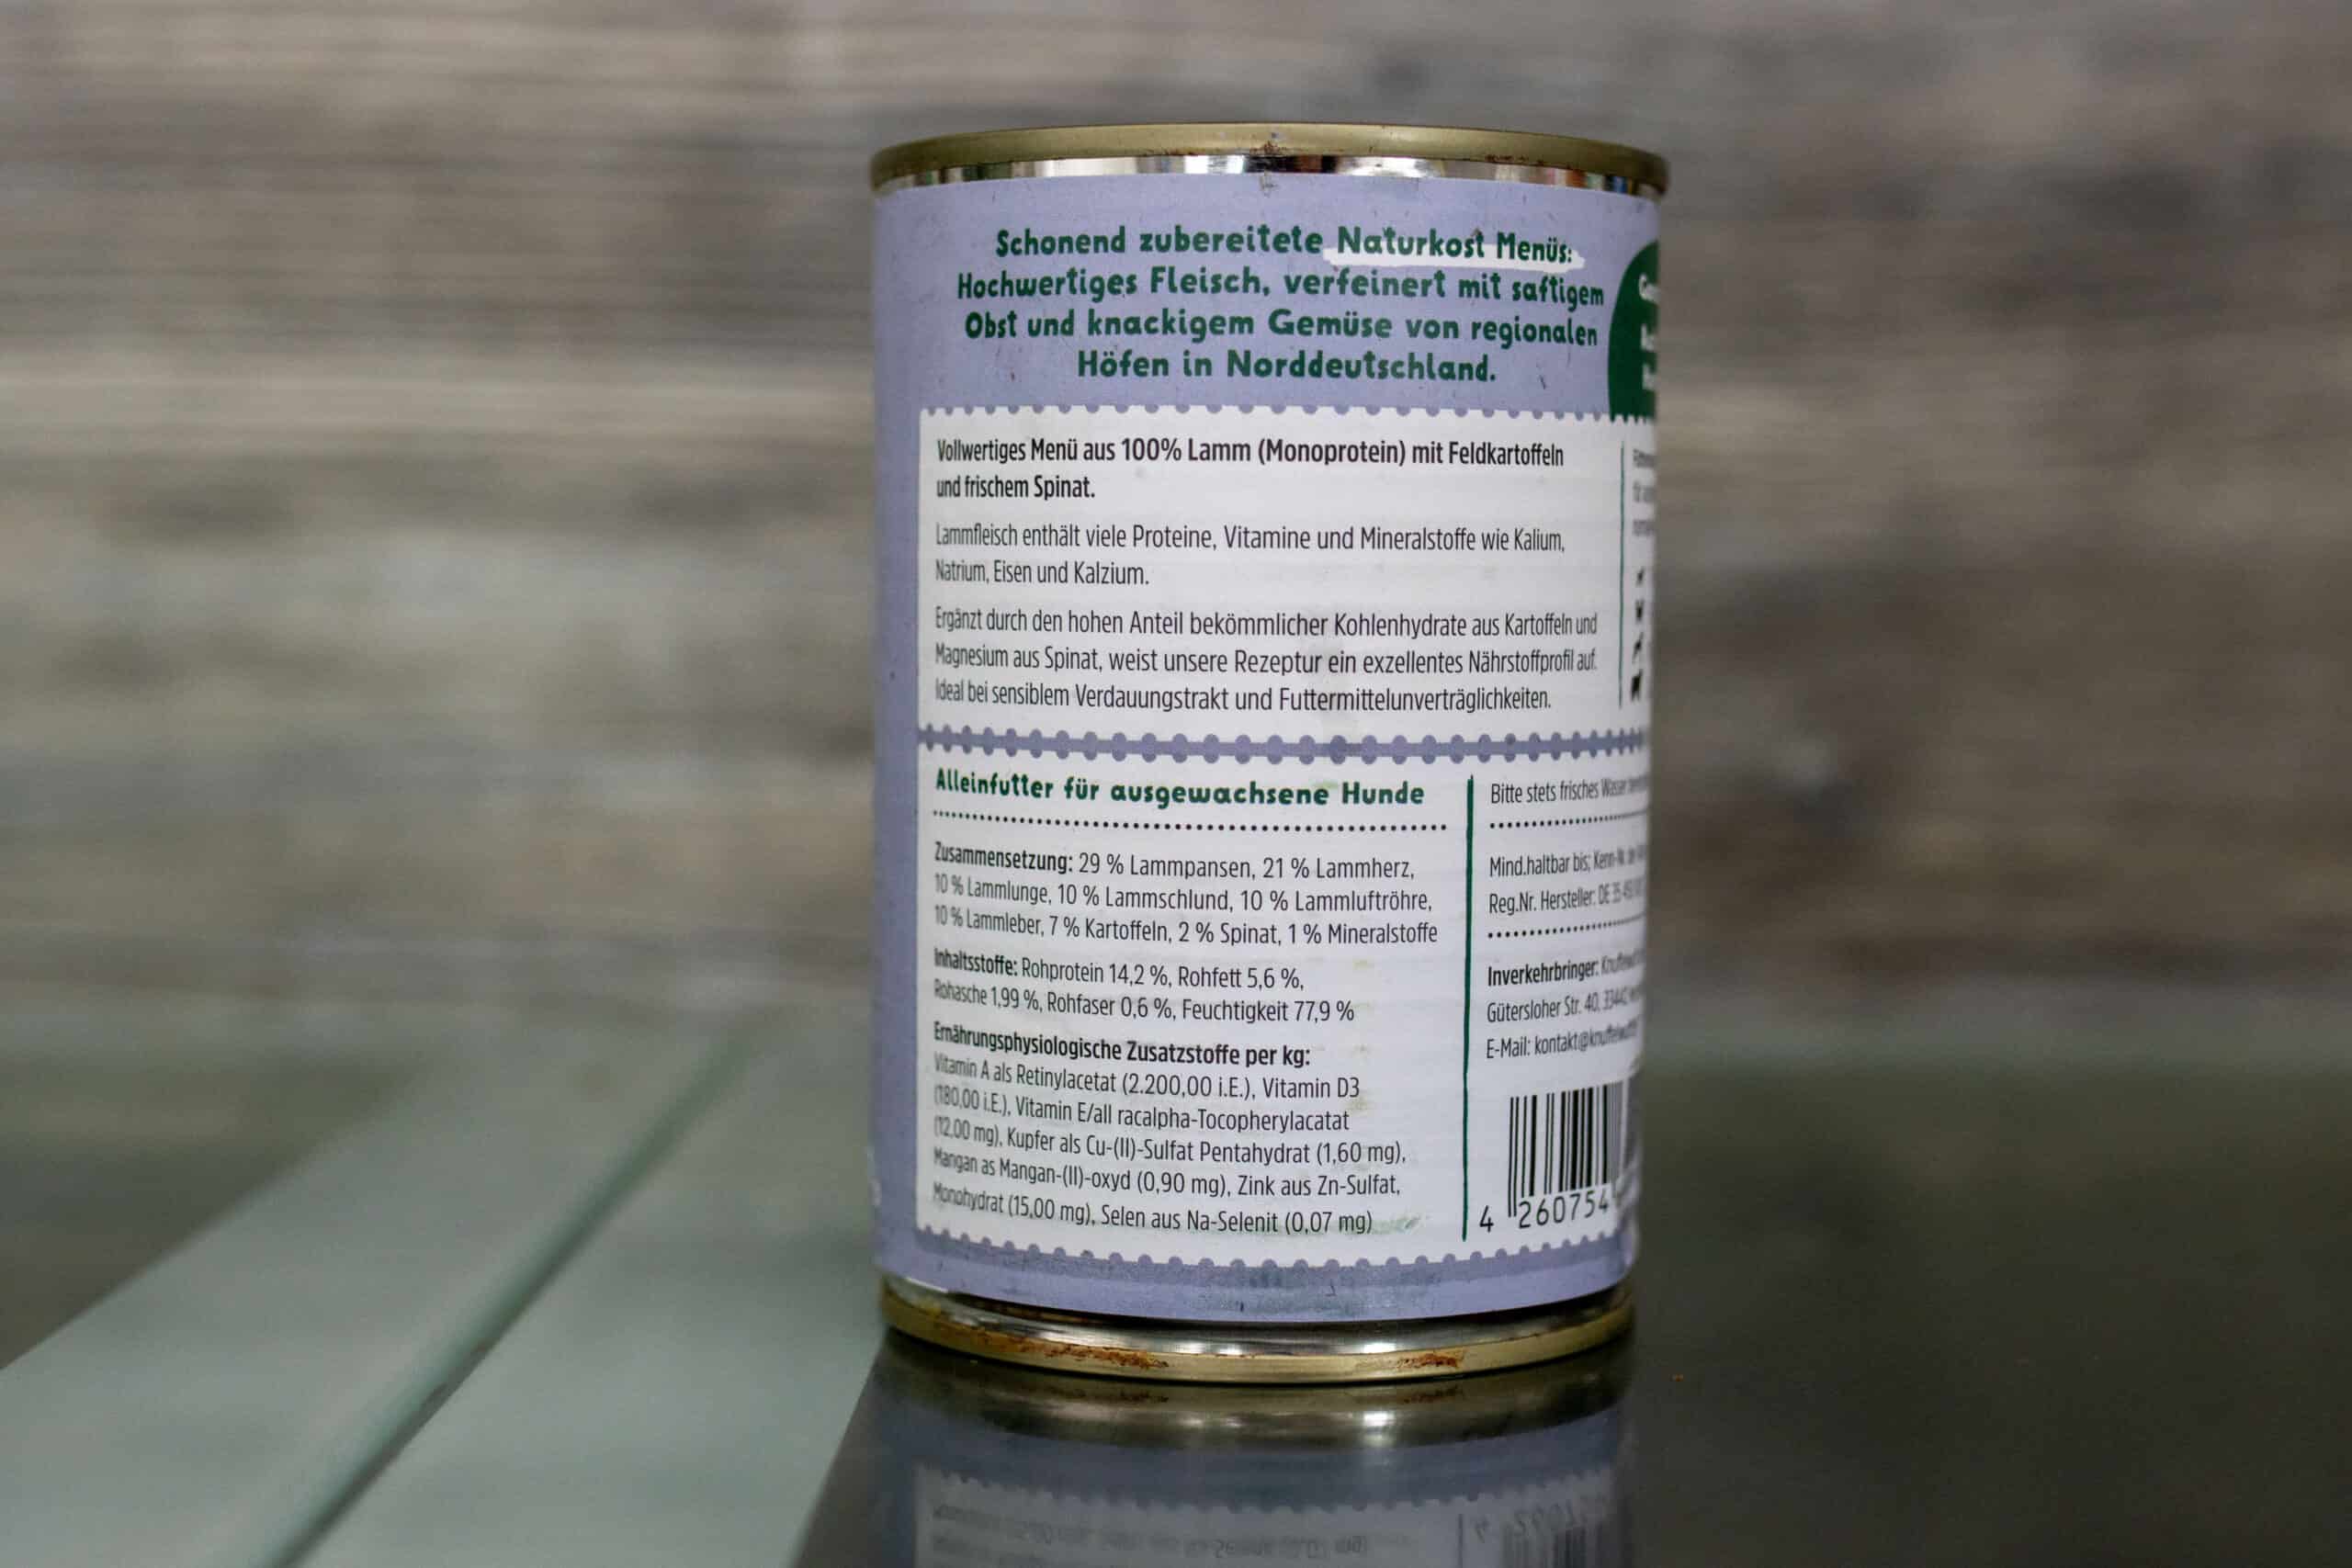 Schonend zubereitete Naturkost Menüs:
Hochwertiges Fleisch, verfeinert mit saftigem
Obst und knackigem Gemüse von regionalen
Höfen in Norddeutschland.
Vollwertiges Menü aus 100% Lamm (Monoprotein) mit Feldkartoffeln
und frischem Spinat.
Lammfleisch enthält viele Proteine, Vitamine und Mineralstoffe wie Kalium,
Natrium, Eisen und Kalzium.
Ergänzt durch den hohen Anteil bekömmlicher Kohlenhydrate aus Kartoffeln und
Magnesium aus Spinat, weist unsere Rezeptur ein exzellentes Nährstoffprofil auf.
Ideal bei sensiblem Verdauungstrakt und Futtermittelunverträglichkeiten.
Alleinfutter für ausgewachsene Hunde
Zusammensetzung: 29 % Lammpansen, 21 % Lammherz,
10 % Lammlunge, 10 % Lammschlund, 10 % Lammluftröhre,
10 % Lammleber, 7 % Kartoffeln, 2 % Spinat, 1 % Mineralstoffe
Inhaltsstoffe: Rohprotein 14,2 %, Rohfett 5,6 %,
Rohasche 1,99 %, Rohfaser 0,6 %, Feuchtigkeit 77,9 %
Ernährungsphysiologische Zusatzstoffe per kg:
Vitamin A als Retinylacetat (2.200,00 i.E.), Vitamin D3
(180,00 i.E.), Vitamin E/all racalpha-Tocopherylacatat
(12,00 mg), Kupfer als Cu-(II)-Sulfat Pentahydrat (1,60 mg),
Mangan as Mangan-(II)-oxyd (0,90 mg), Zink aus Zn-Sulfat,
Monohydrat (15,00 mg), Selen aus Na-Selenit (0,07 mg)
Bitte stets frisches Wasser
Mind.haltbar bis; Kenn-Nr. der
Reg.Nr. Hersteller: DE
Inverkehrbringer:
Gütersloher Str. 40,
E-Mail:
4 260754